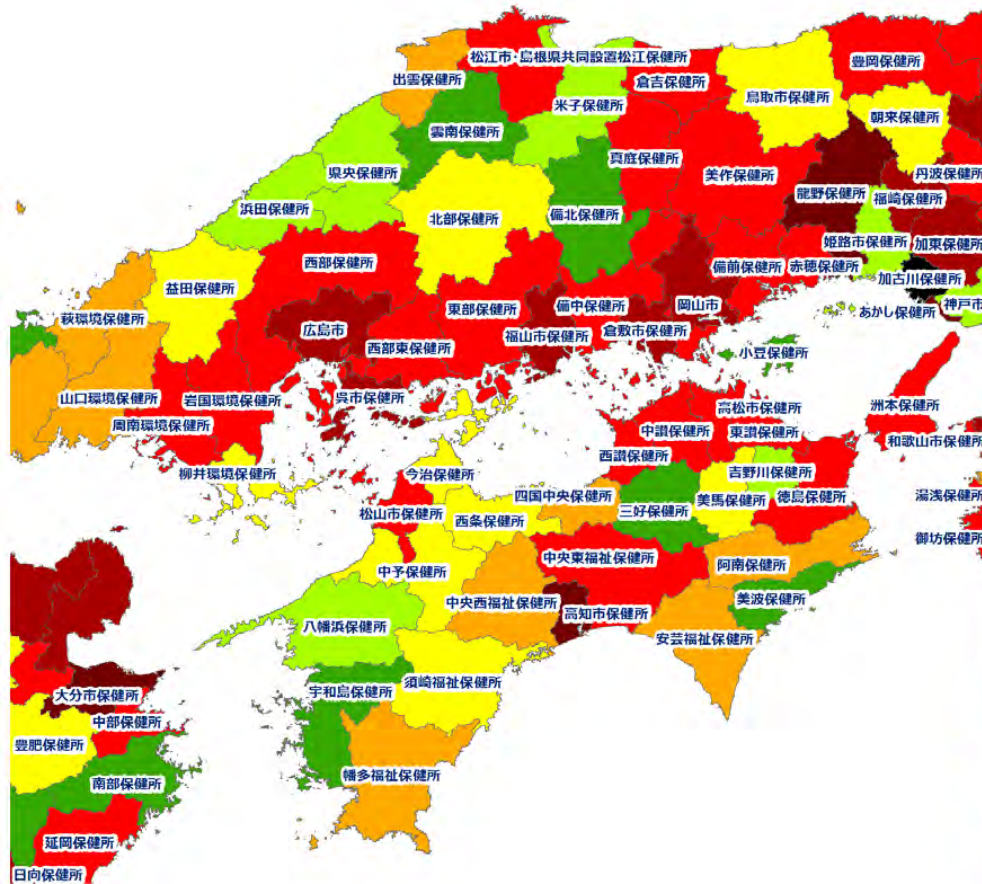 松江市・島根県共同設置松江保健所
豊岡保健所
出雲保健所
倉吉保健所
鳥取市保健所
米子保健所
朝来保健所
雲南保健所
真庭保健所
県央保健所
美作保健所
丹波保健所
龍野保健所
福崎保健所
浜田保健所
北部保健所
備北保健所
姫路市保健所
加東保健所
西部保健所
備前保健所
赤穂保健所
加古川保健所
益田保健所
東部保健所
備中保健所
岡山市
あかし保健所
神戸市
萩環境保健所
広島市
福山市保健所
倉敷市保健所
西部東保健所
小豆保健所
山口環境保健所
岩国環境保健所
呉市保健所
高松市保健所
洲本保健所
周南環境保健所
中讃保健所
東讃保健所
和歌山市保健所
西讃保健所
柳井環境保健所
今治保健所
吉野川保健所
四国中央保健所
美馬保健所
徳島保健所
湯浅保健所
松山市保健所
西条保健所
三好保健所
御坊保健所
中央東福祉保健所
阿南保健所
中予保健所
中央西福祉保健所
高知市保健所
美波保健所
八幡浜保健所
安芸福祉保健所
須崎福祉保健所
宇和島保健所
大分市保健所
中部保健所
豊肥保健所
幡多福祉保健所
南部保健所
延岡保健所
日向保健所